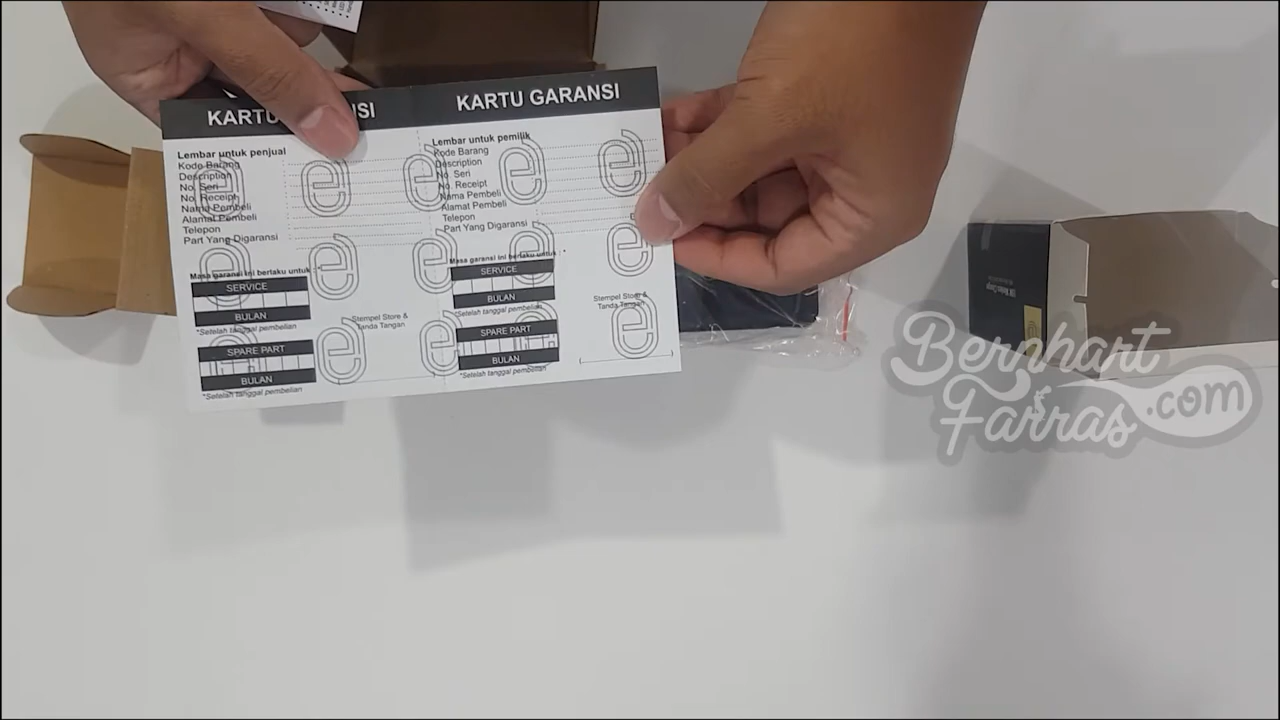 KARTU GARANSI
Lembar untuk penjual
Kode Barang
Description
No. Seri
No. Receipt
Nama Pembeli
Alamat Pembeli
Telepon
Part Yang Digaransi
Masa garansi ini berlaku untuk :
SERVICE
BULAN
*Setelah tanggal pembelian
Stempel Store &
Tanda Tangan
SPARE PART
BULAN
*Setelah tanggal pembelian
KARTU GARANSI
Lembar untuk pemilik
Kode Barang
Description
No. Seri
No. Receipt
Nama Pembeli
Alamat Pembeli
Telepon
Part Yang Digaransi
Masa garansi ini berlaku untuk :
SERVICE
BULAN
*Setelah tanggal pembelian
Stempel Store &
Tanda Tangan
SPARE PART
BULAN
*Setelah tanggal pembelian
Bernhart
Farras.com